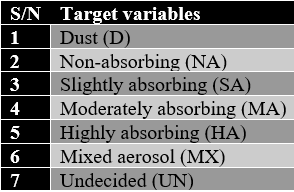 S/N Target variables
1 Dust (D)
2 Non-absorbing (NA)
3 Slightly absorbing (SA)
4 Moderately absorbing (MA)
5 Highly absorbing (HA)
6 Mixed aerosol (MX)
7 Undecided (UN)